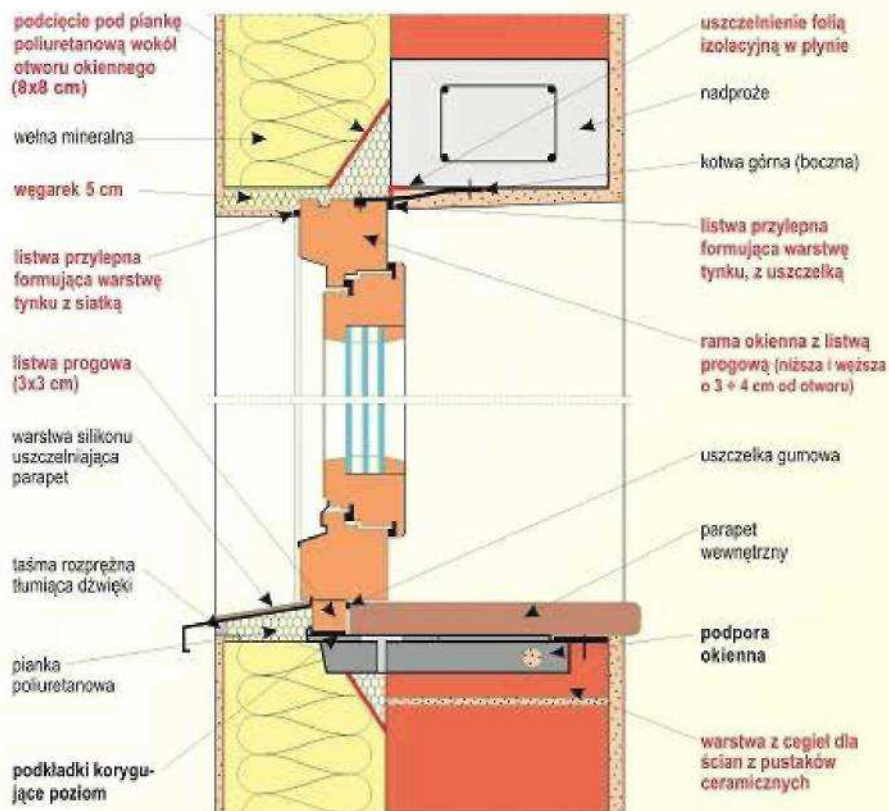 podcięcie pod piankę
poliuretanową wokół
otworu okiennego
(8x8 cm)
wełna mineralna
węgarek 5 cm
listwa przylepna
formująca warstwę
tynku z siatką
listwa progowa
(3x3 cm)
warstwa silikonu
uszczelniająca
parapet
taśma rozprężna
tłumiąca dźwięki
pianka
poliuretanowa
podkładki korygu-
jące poziom
uszczelnienie folią
izolacyjną w płynie
nadproże
kotwa górna (boczna)
listwa przylepna
formująca warstwę
tynku, z uszczelką
rama okienna z listwą
progową (niższa i węższa
o 3 ÷ 4 cm od otworu)
uszczelka gumowa
parapet
wewnętrzny
podpora
okienna
warstwa z cegieł dla
ścian z pustaków
ceramicznych